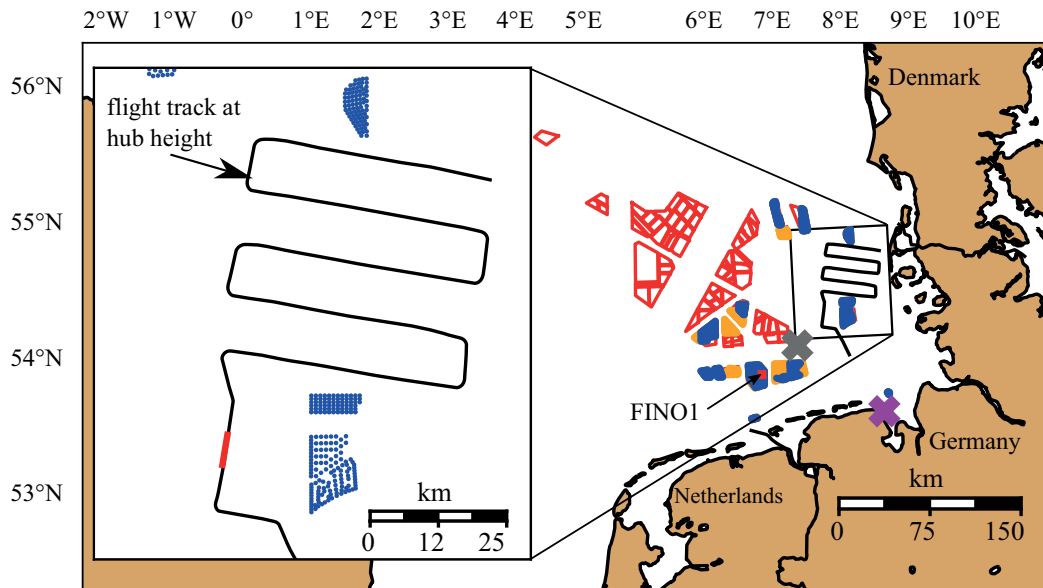 2°W 1°W 0° 1°E 2°E 3°E 4°E 5°E 6°E 7°E 8°E 9°E 10°E
56°N
55°N
54°N
53°N
flight track at
hub height
Denmark
FINO1
Germany
Netherlands
km
0 12 25
km
0 75 150